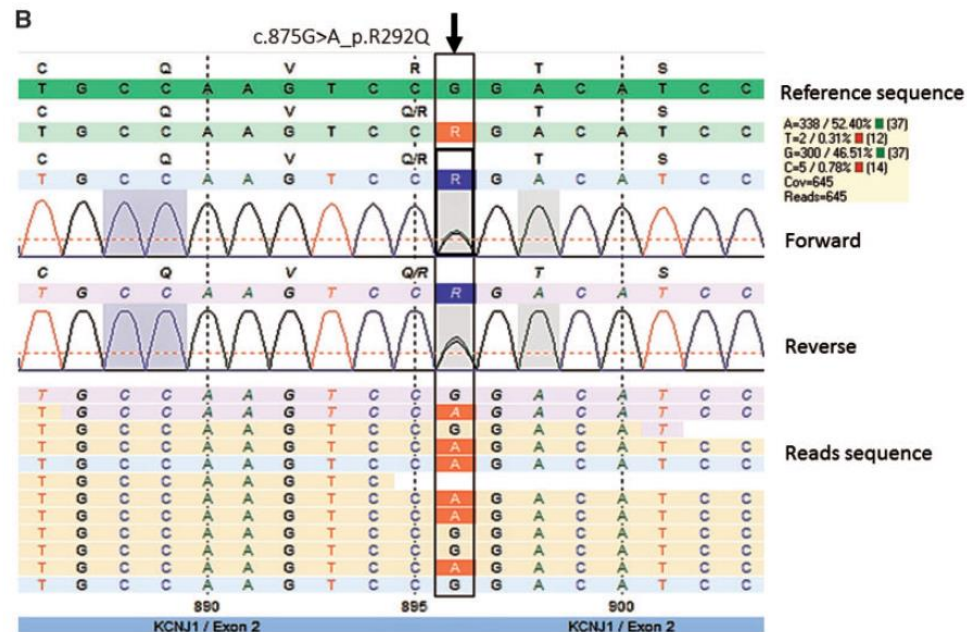 B
c.875G>A_p.R292Q
C Q V R T S
T G C C A A G T C C G G A C A T C C
Reference sequence
C Q V Q/R T S
T G C C A A G T C C R G A C A T C C
C Q V Q/R T S
T G C C A A G T C C R G A C A T C C
A=338 / 52.40% (37)
T=2 / 0.31% (12)
G=300 / 46.51% (37)
C=5 / 0.78% (14)
Cov=645
Reads=645
Forward
C Q V Q/R T S
T G C C A A G T C C R G A C A T C C
Reverse
T G C C A A G T C C G G A C A T C C
T G C C A A G T C C A G A C A T C C
T G C C A A G T C C G G A C A T
T G C C A A G T C C A G A C A T C C
T G C C A A G T C C A G A C A T C C
T G C C A A G T C
T G C C A A G T C C A G A C A T C C
T G C C A A G T C C A G A C A T C C
T G C C A A G T C C G G A C A T C C
T G C C A A G T C C G G A C A T C C
T G C C A A G T C C A G A C A T C C
T G C C A A G T C C G G A C A T C C
Reads sequence
890 895 900
KCNJ1 / Exon 2 KCNJ1 / Exon 2